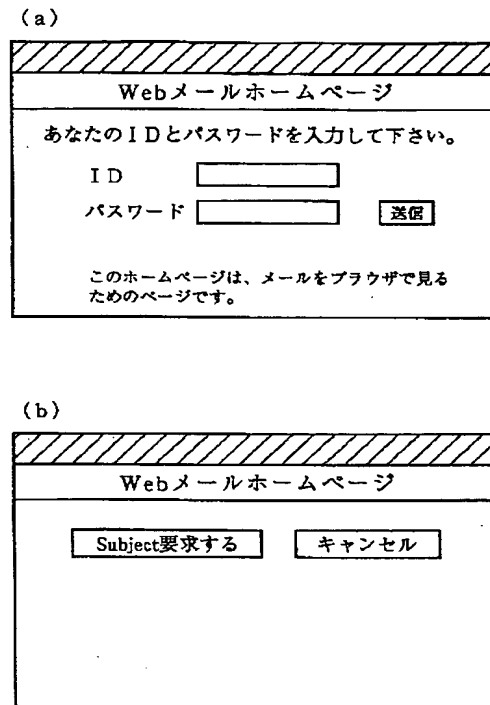 (a)
Webメールホームページ
あなたのIDとパスワードを入力して下さい。
ID
パスワード 送信
このホームページは、メールをブラウザで見る
ためのページです。
(b)
Webメールホームページ
Subject要求する キャンセル